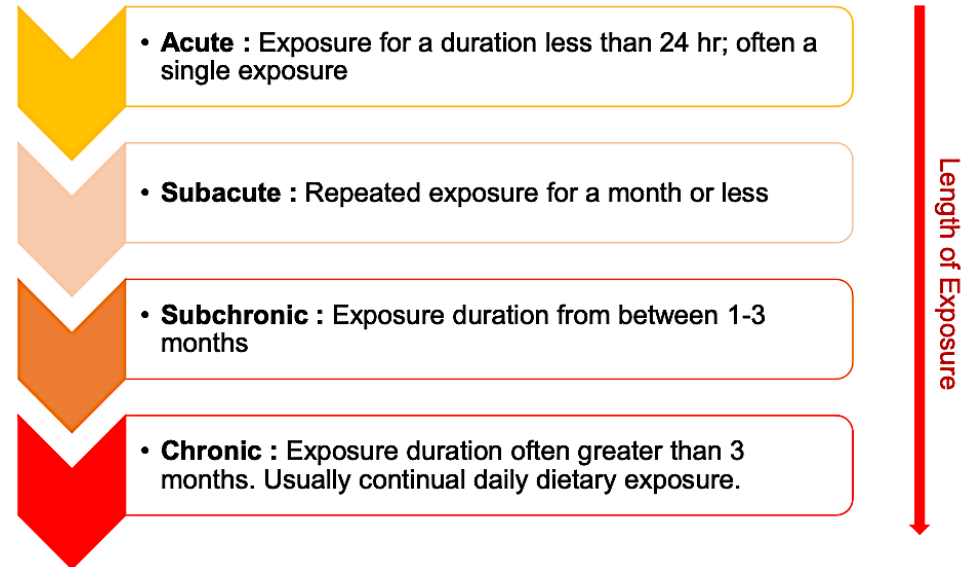 • Acute : Exposure for a duration less than 24 hr; often a
single exposure
• Subacute : Repeated exposure for a month or less
• Subchronic : Exposure duration from between 1-3
months
• Chronic : Exposure duration often greater than 3
months. Usually continual daily dietary exposure.
Length of Exposure